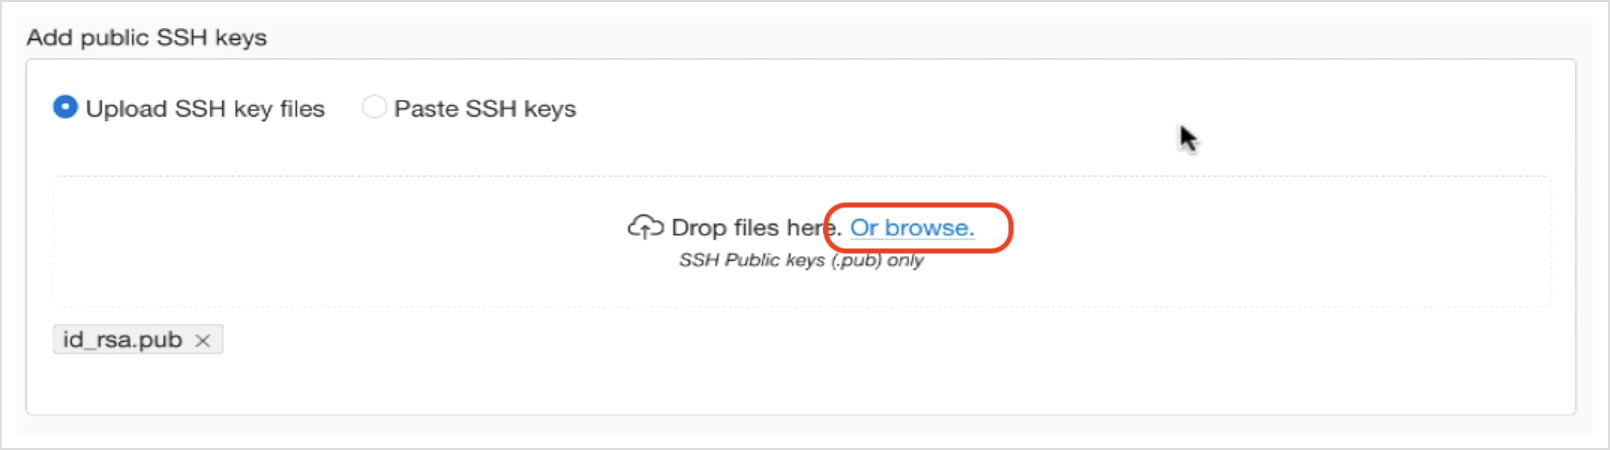 Add public SSH keys
Upload SSH key files Paste SSH keys
Drop files here. Or browse.
SSH Public keys (.pub) only
id_rsa.pub